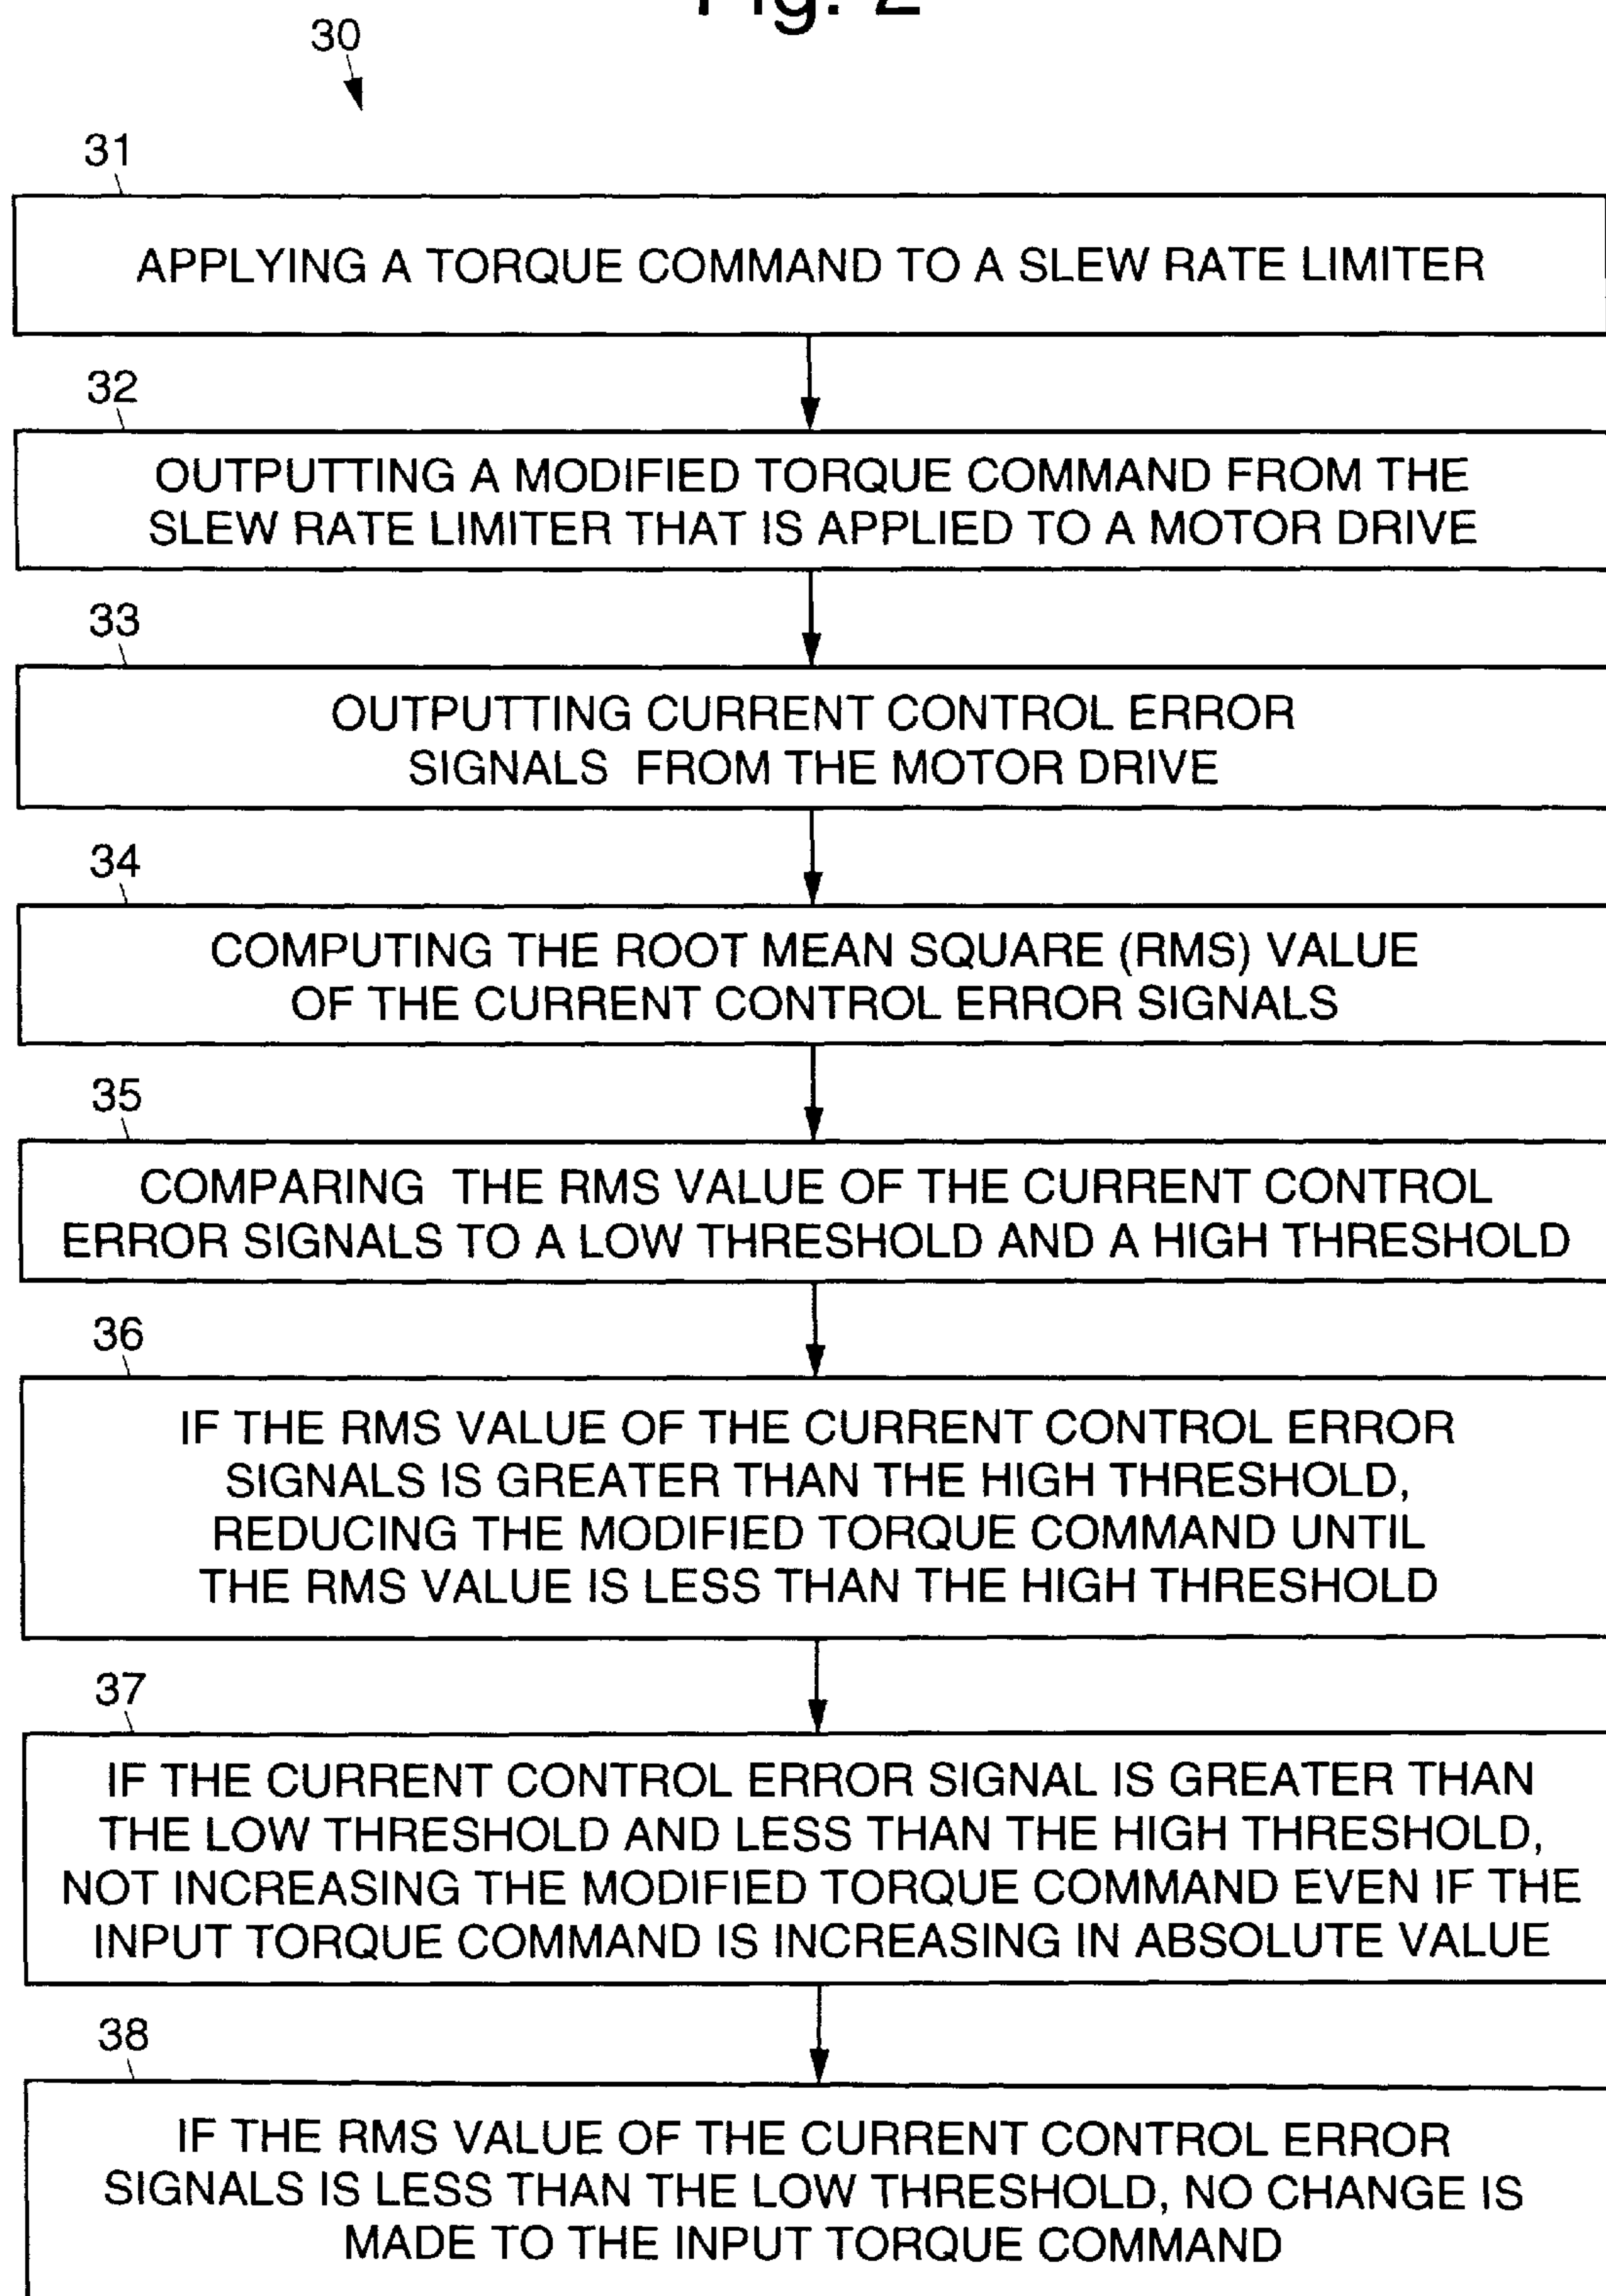 Fig. 2
30
31
APPLYING A TORQUE COMMAND TO A SLEW RATE LIMITER
32
OUTPUTTING A MODIFIED TORQUE COMMAND FROM THE
SLEW RATE LIMITER THAT IS APPLIED TO A MOTOR DRIVE
33
OUTPUTTING CURRENT CONTROL ERROR
SIGNALS FROM THE MOTOR DRIVE
34
COMPUTING THE ROOT MEAN SQUARE (RMS) VALUE
OF THE CURRENT CONTROL ERROR SIGNALS
35
COMPARING THE RMS VALUE OF THE CURRENT CONTROL
ERROR SIGNALS TO A LOW THRESHOLD AND A HIGH THRESHOLD
36
IF THE RMS VALUE OF THE CURRENT CONTROL ERROR
SIGNALS IS GREATER THAN THE HIGH THRESHOLD,
REDUCING THE MODIFIED TORQUE COMMAND UNTIL
THE RMS VALUE IS LESS THAN THE HIGH THRESHOLD
37
IF THE CURRENT CONTROL ERROR SIGNAL IS GREATER THAN
THE LOW THRESHOLD AND LESS THAN THE HIGH THRESHOLD,
NOT INCREASING THE MODIFIED TORQUE COMMAND EVEN IF THE
INPUT TORQUE COMMAND IS INCREASING IN ABSOLUTE VALUE
38
IF THE RMS VALUE OF THE CURRENT CONTROL ERROR
SIGNALS IS LESS THAN THE LOW THRESHOLD, NO CHANGE IS
MADE TO THE INPUT TORQUE COMMAND